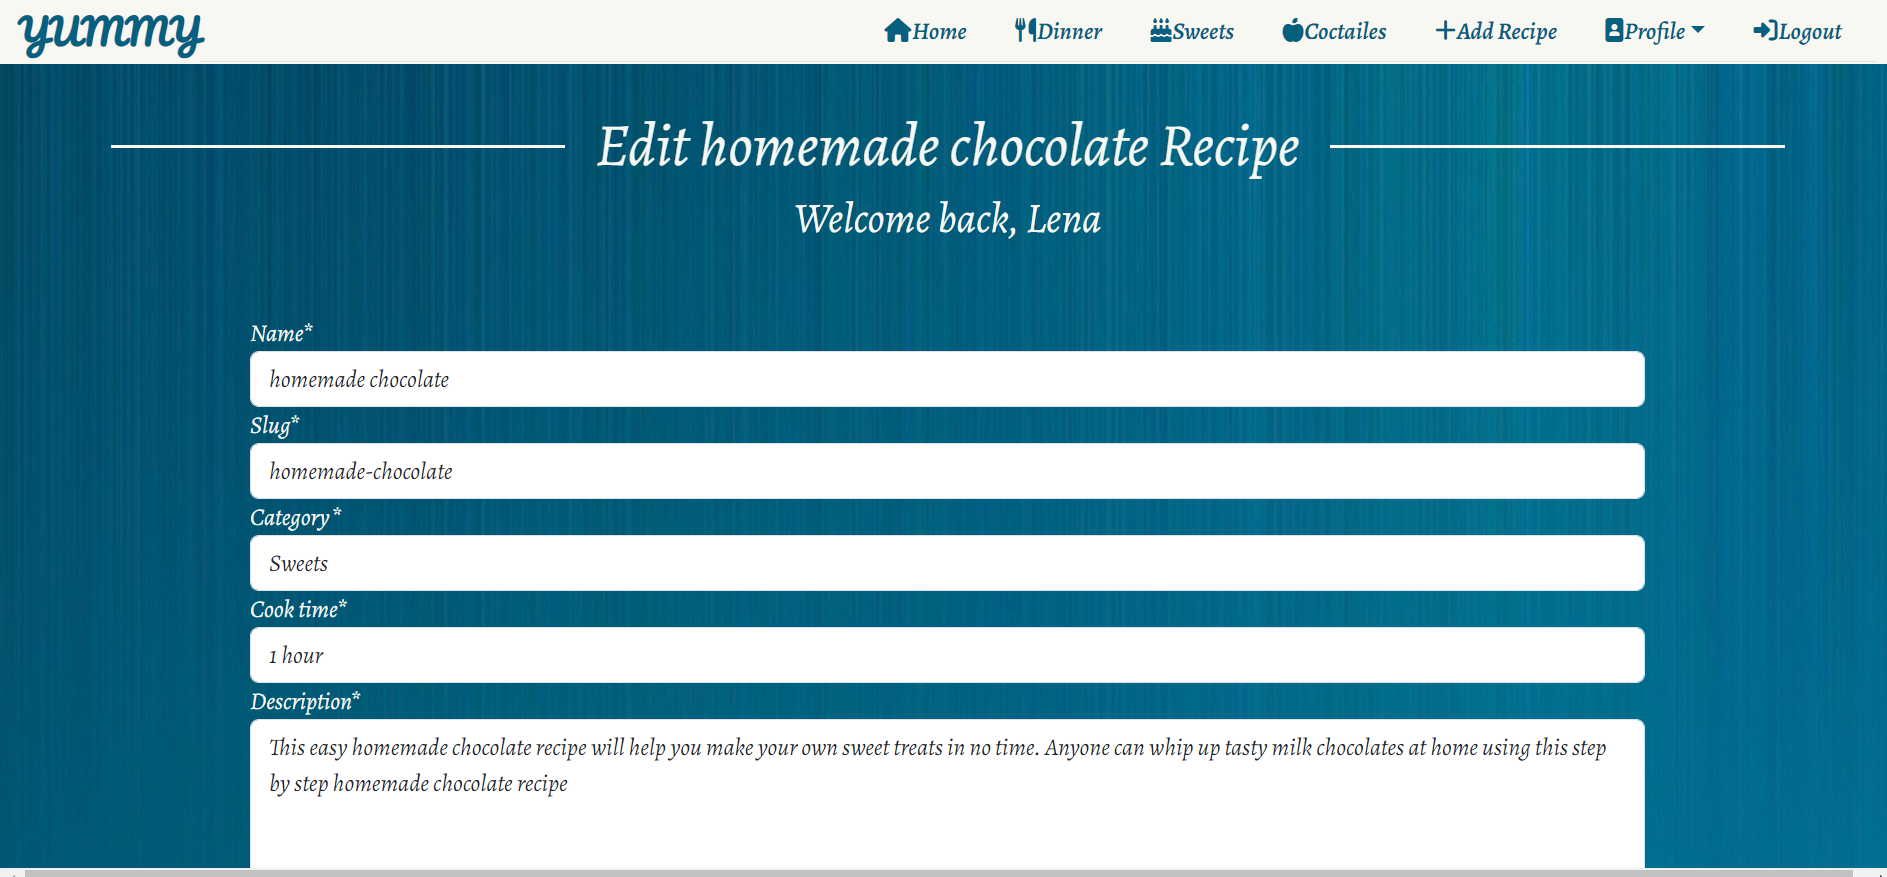 yummy
Home Dinner Sweets Coctailes Add Recipe Profile Logout
Edit homemade chocolate Recipe
Welcome back, Lena
Name*
homemade chocolate
Slug*
homemade-chocolate
Category*
Sweets
Cook time*
1 hour
Description*
This easy homemade chocolate recipe will help you make your own sweet treats in no time. Anyone can whip up tasty milk chocolates at home using this step
by step homemade chocolate recipe